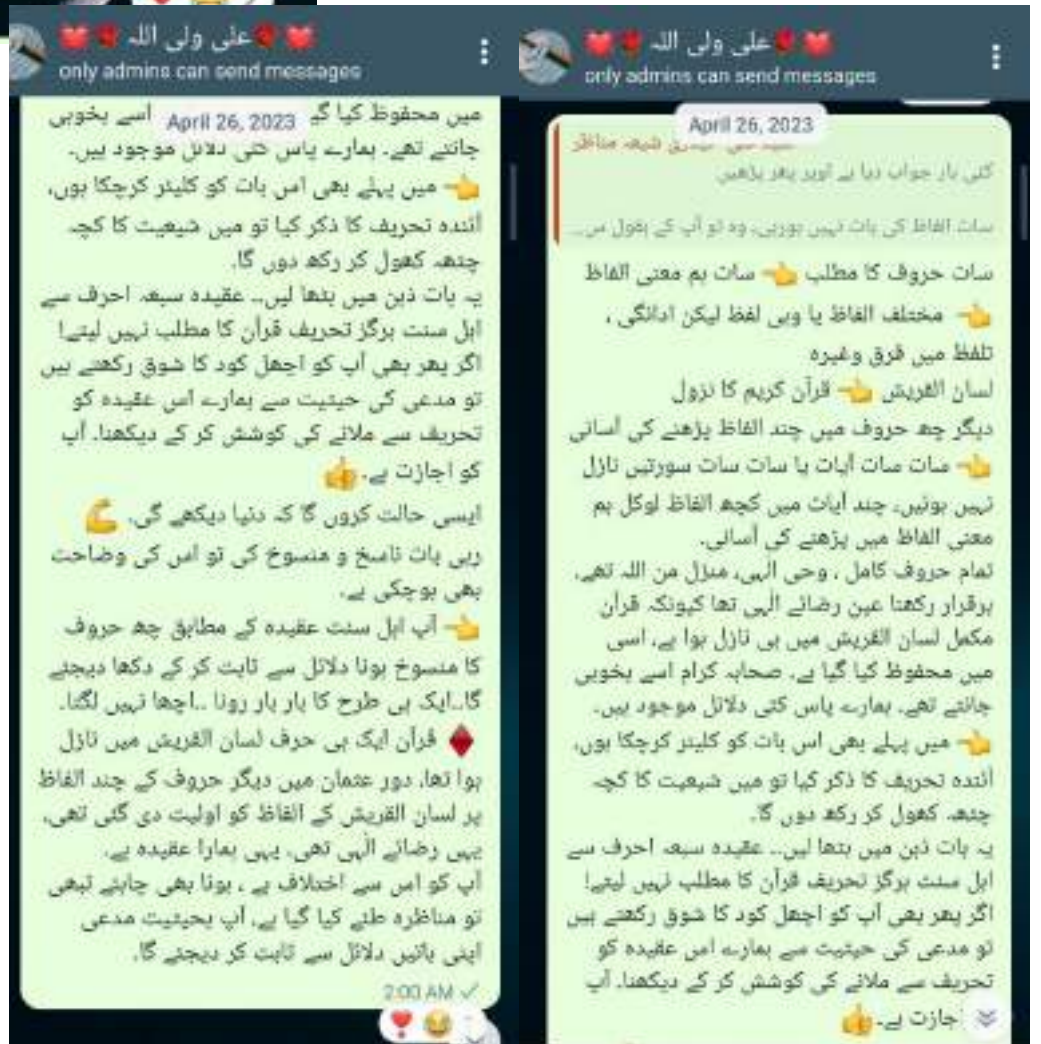 علی ولی اللہ
only admins can send messages
April 26, 2023
میں محفوظ کیا گیا اسے بخوبی
جانتے تھے۔ ہمارے پاس کئی دلائل موجود ہیں۔
👈 میں پہلے بھی اس بات کو کلیئر کرچکا ہوں،
آئندہ تحریف کا ذکر کیا تو میں شیعیت کا کچہ
چتھہ کھول کر رکھ دوں گا۔
یہ بات ذہن میں بٹھا لیں۔۔ عقیدہ سبعہ احرف سے
اہل سنت ہرگز تحریف قرآن کا مطلب نہیں لیتے!
اگر پھر بھی آپ کو اچھل کود کا شوق رکھتے ہیں
تو مدعی کی حیثیت سے ہمارے اس عقیدہ کو
تحریف سے ملانے کی کوشش کر کے دیکھنا۔ آپ
کو اجازت ہے۔👍
ایسی حالت کروں گا کہ دنیا دیکھے گی۔ 💪
رہی بات ناسخ و منسوخ کی تو اس کی وضاحت
بھی ہوچکی ہے۔
👈 آپ اہل سنت عقیدہ کے مطابق چھ حروف
کا منسوخ ہونا دلائل سے ثابت کر کے دکھا دیجئے
گا۔۔ایک ہی طرح کا بار بار رونا ۔۔اچھا نہیں لگتا۔
♦️ قرآن ایک ہی حرف لسان القریش میں نازل
ہوا تھا، دور عثمان میں دیگر حروف کے چند الفاظ
پر لسان القریش کے الفاظ کو اولیت دی گئی تھی،
یہی رضائے الٰہی تھی، یہی ہمارا عقیدہ ہے۔
آپ کو اس سے اختلاف ہے ، ہونا بھی چاہئے تبھی
تو مناظرہ طئے کیا گیا ہے، آپ بحیثیت مدعی
اپنی باتیں دلائل سے ثابت کر دیجئے گا۔
2:00 AM
علی ولی اللہ
only admins can send messages
April 26, 2023
شیعہ مناظر
کئی بار جواب دیا ہے اوپر پھر پڑھیں
سات الفاظ کی بات نہیں ہورہی، وہ تو آپ کے بقول س...
سات حروف کا مطلب 👈 سات ہم معنی الفاظ
👈 مختلف الفاظ یا وہی لفظ لیکن ادائگی ،
تلفظ میں فرق وغیرہ
لسان القریش 👈 قرآن کریم کا نزول
دیگر چھ حروف میں چند الفاظ پڑھنے کی آسانی
👈 سات سات آیات یا سات سات سورتیں نازل
نہیں ہوئیں، چند آیات میں کچھ الفاظ لوکل ہم
معنی الفاظ میں پڑھنے کی آسانی۔
تمام حروف کامل ، وحی الٰہی، منزل من اللہ تھے،
برقرار رکھنا عین رضائے الٰہی تھا کیونکہ قرآن
مکمل لسان القریش میں ہی نازل ہوا ہے، اسی
میں محفوظ کیا گیا ہے۔ صحابہ کرام اسے بخوبی
جانتے تھے۔ ہمارے پاس کئی دلائل موجود ہیں۔
👈 میں پہلے بھی اس بات کو کلیئر کرچکا ہوں،
آئندہ تحریف کا ذکر کیا تو میں شیعیت کا کچہ
چتھہ کھول کر رکھ دوں گا۔
یہ بات ذہن میں بٹھا لیں۔۔ عقیدہ سبعہ احرف سے
اہل سنت ہرگز تحریف قرآن کا مطلب نہیں لیتے!
اگر پھر بھی آپ کو اچھل کود کا شوق رکھتے ہیں
تو مدعی کی حیثیت سے ہمارے اس عقیدہ کو
تحریف سے ملانے کی کوشش کر کے دیکھنا۔ آپ
اجازت ہے۔👍